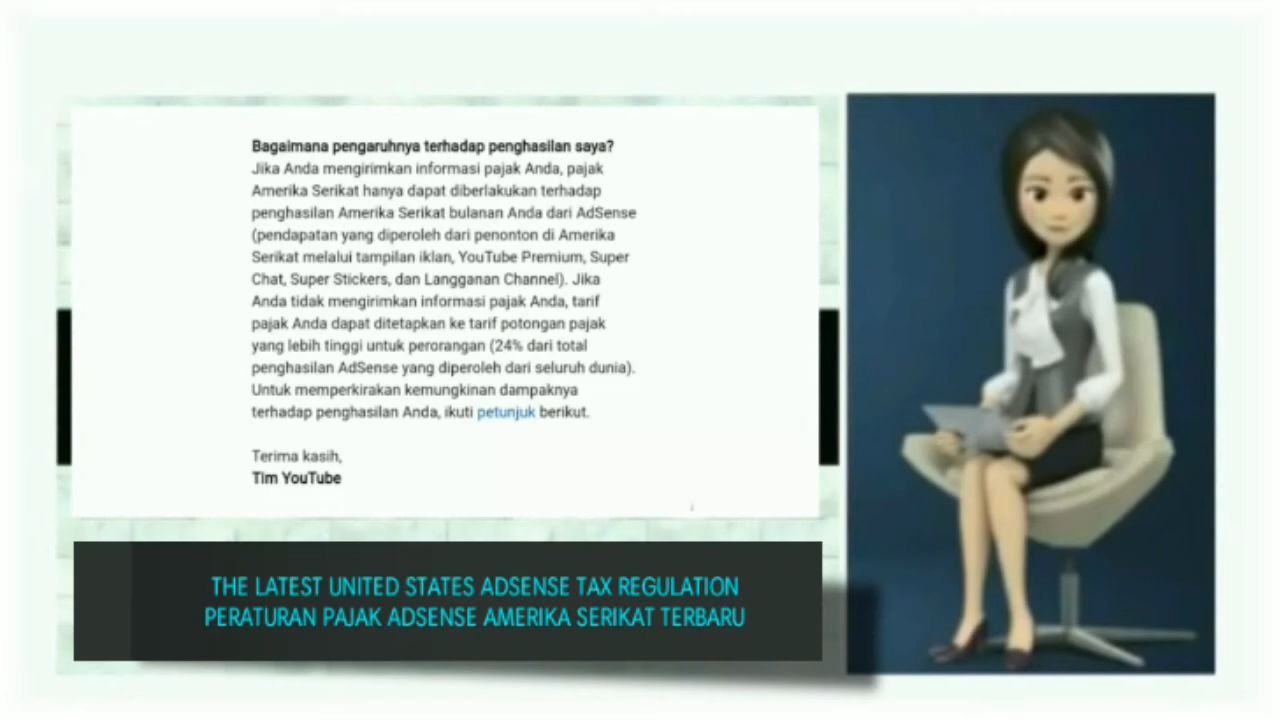 Bagaimana pengaruhnya terhadap penghasilan saya?
Jika Anda mengirimkan informasi pajak Anda, pajak
Amerika Serikat hanya dapat diberlakukan terhadap
penghasilan Amerika Serikat bulanan Anda dari AdSense
(pendapatan yang diperoleh dari penonton di Amerika
Serikat melalui tampilan iklan, YouTube Premium, Super
Chat, Super Stickers, dan Langganan Channel). Jika
Anda tidak mengirimkan informasi pajak Anda, tarif
pajak Anda dapat ditetapkan ke tarif potongan pajak
yang lebih tinggi untuk perorangan (24% dari total
penghasilan AdSense yang diperoleh dari seluruh dunia).
Untuk memperkirakan kemungkinan dampaknya
terhadap penghasilan Anda, ikuti petunjuk berikut.
Terima kasih,
Tim YouTube
THE LATEST UNITED STATES ADSENSE TAX REGULATION
PERATURAN PAJAK ADSENSE AMERIKA SERIKAT TERBARU